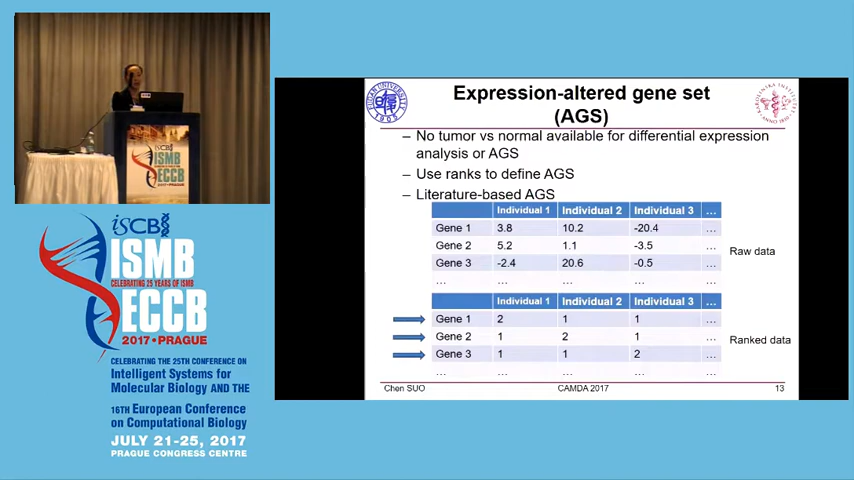 iSCB
ISMB
ECCB
2017 • PRAGUE
iSCB
ISMB
CELEBRATING 25 YEARS OF ISMB
ECCB
2017 • PRAGUE
CELEBRATING THE 25TH CONFERENCE ON
Intelligent Systems for
Molecular Biology AND THE
16TH European Conference
on Computational Biology
JULY 21-25, 2017
PRAGUE CONGRESS CENTRE
FUDAN UNIVERSITY
1905
Expression-altered gene set
(AGS)
– No tumor vs normal available for differential expression
analysis or AGS
– Use ranks to define AGS
– Literature-based AGS
Individual 1 Individual 2 Individual 3 ...
Gene 1 3.8 10.2 -20.4 ...
Gene 2 5.2 1.1 -3.5 ...
Gene 3 -2.4 20.6 -0.5 ...
... ... ... ... ...
Raw data
Individual 1 Individual 2 Individual 3 ...
Gene 1 2 1 1 ...
Gene 2 1 2 1 ...
Gene 3 1 1 2 ...
... ... ... ... ...
Ranked data
Chen SUO CAMDA 2017 13